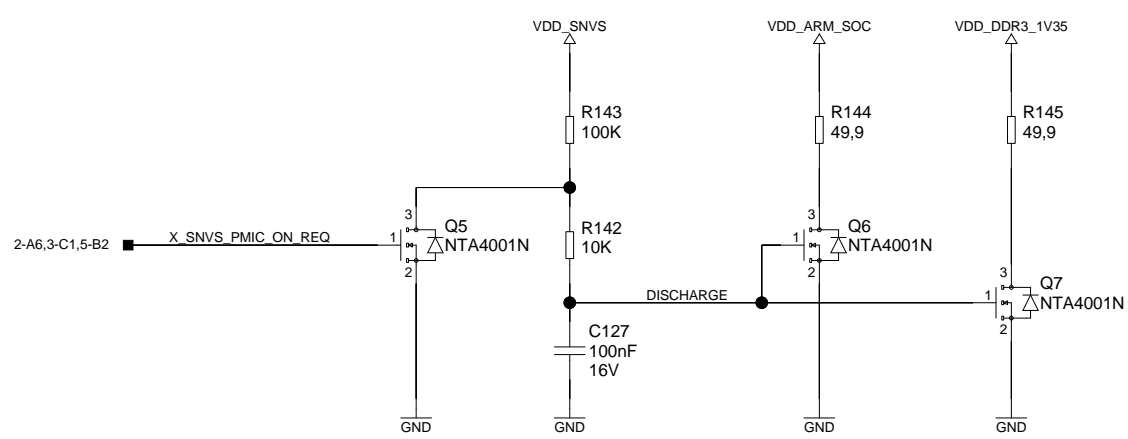 VDD_SNVS
VDD_ARM_SOC
VDD_DDR3_1V35
R143
100K
R144
49,9
R145
49,9
3
Q5
1
NTA4001N
2
2-A6,3-C1,5-B2
X_SNVS_PMIC_ON_REQ
R142
10K
3
Q6
1
NTA4001N
2
DISCHARGE
3
Q7
1
NTA4001N
2
C127
100nF
16V
GND
GND
GND
GND